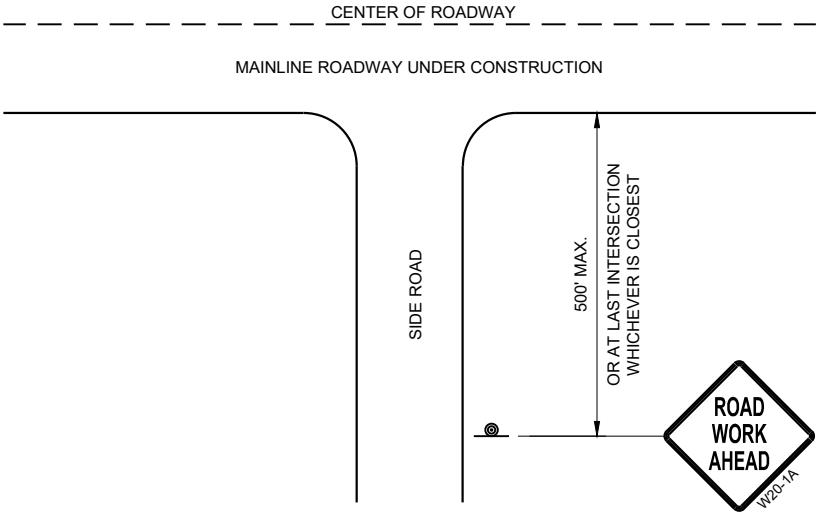 CENTER OF ROADWAY
MAINLINE ROADWAY UNDER CONSTRUCTION
SIDE ROAD
500' MAX.
OR AT LAST INTERSECTION
WHICHEVER IS CLOSEST
ROAD
WORK
AHEAD
W20-1A